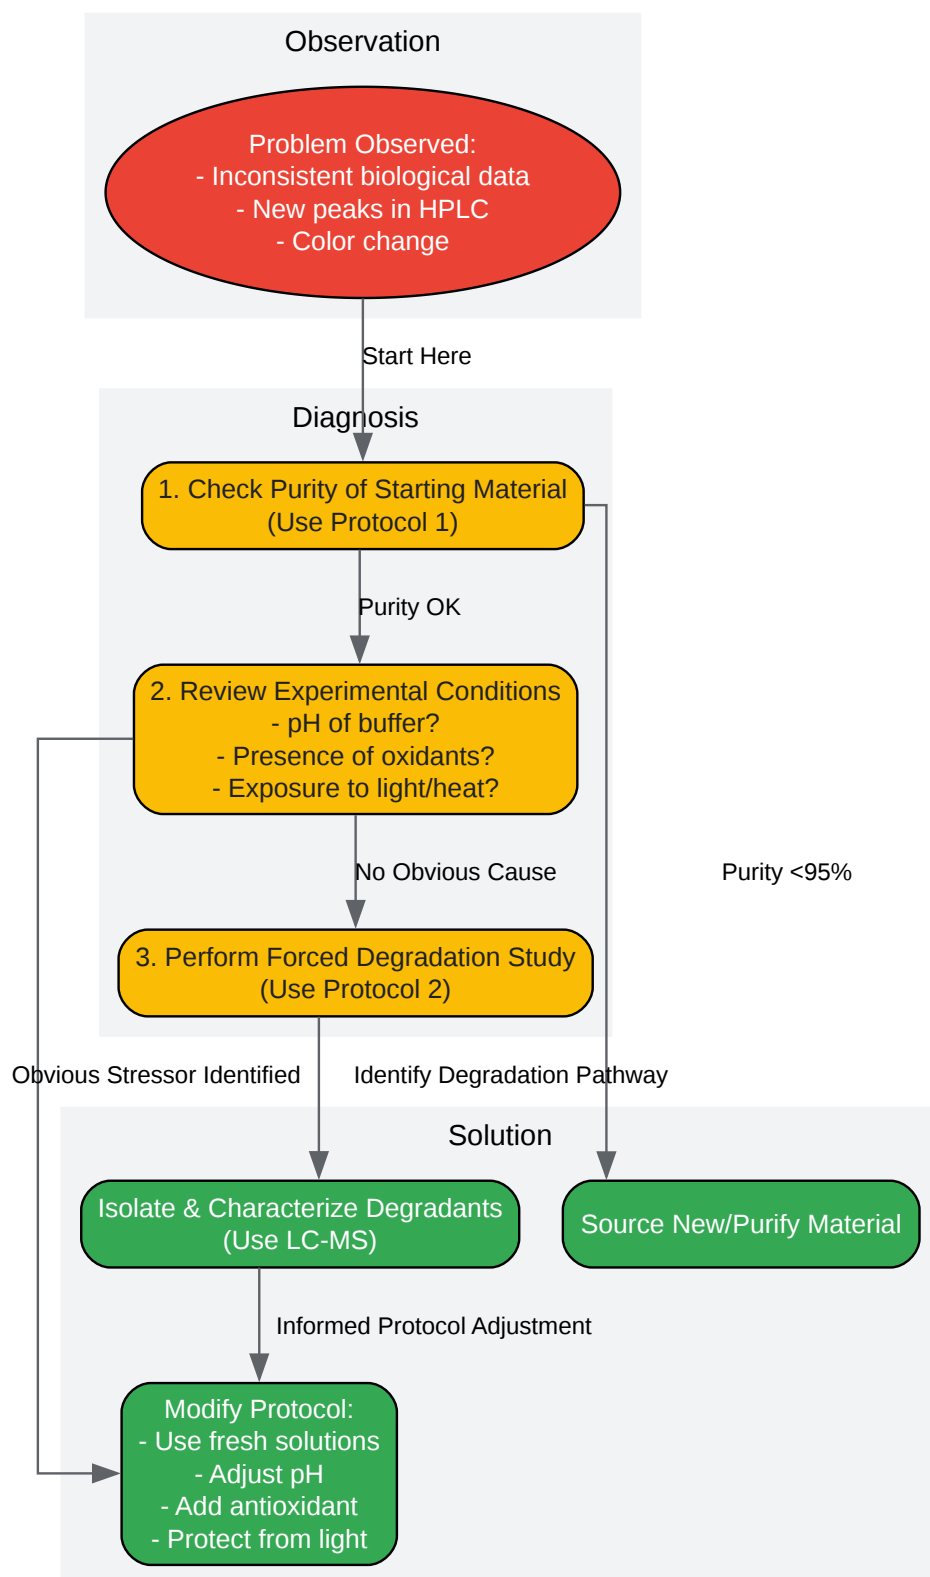 Observation
Problem Observed:
- Inconsistent biological data
- New peaks in HPLC
- Color change
Start Here
Diagnosis
1. Check Purity of Starting Material
(Use Protocol 1)
Purity OK
2. Review Experimental Conditions
- pH of buffer?
- Presence of oxidants?
- Exposure to light/heat?
No Obvious Cause
Purity <95%
3. Perform Forced Degradation Study
(Use Protocol 2)
Obvious Stressor Identified
Identify Degradation Pathway
Solution
Isolate & Characterize Degradants
(Use LC-MS)
Source New/Purify Material
Informed Protocol Adjustment
Modify Protocol:
- Use fresh solutions
- Adjust pH
- Add antioxidant
- Protect from light